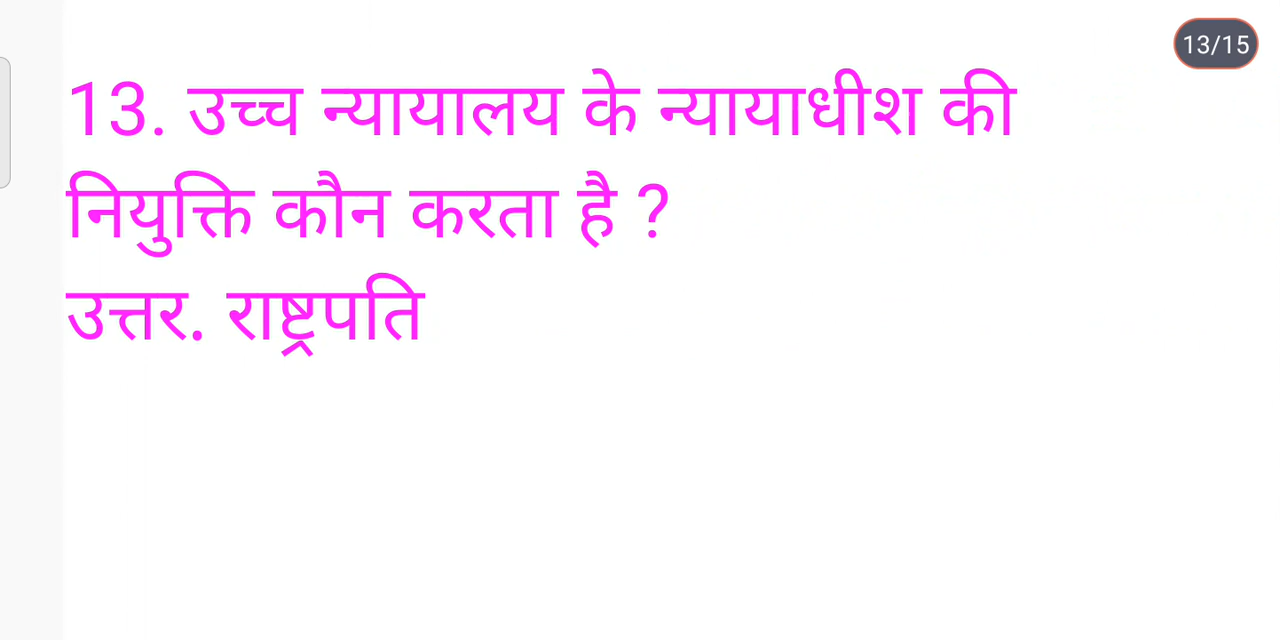 13/15
13. उच्च न्यायालय के न्यायाधीश की
नियुक्ति कौन करता है ?
उत्तर. राष्ट्रपति